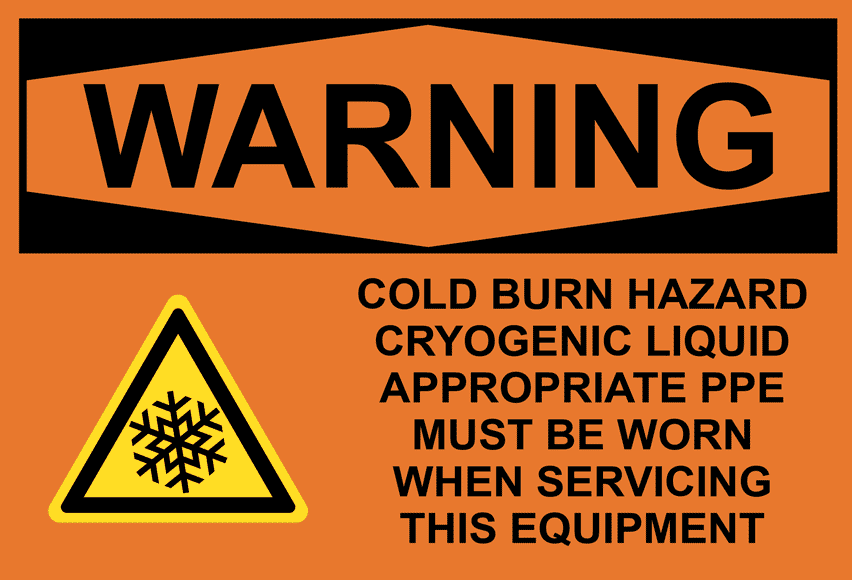 WARNING
COLD BURN HAZARD
CRYOGENIC LIQUID
APPROPRIATE PPE
MUST BE WORN
WHEN SERVICING
THIS EQUIPMENT